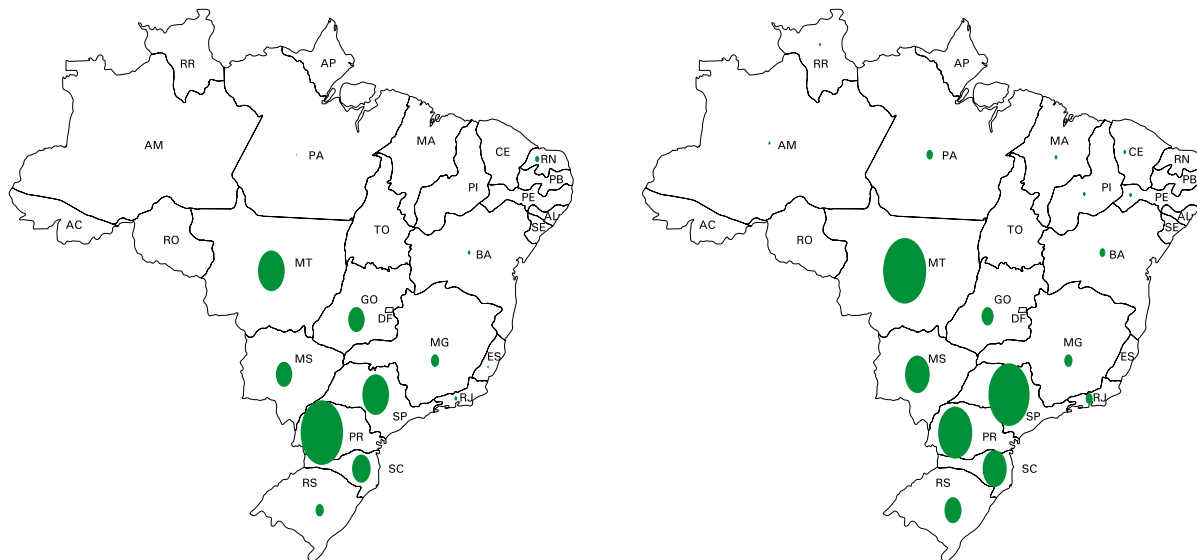 RR
AP
AM
PA
MA
CE
RN
PB
PI
PE
AC
AL
SE
RO
TO
BA
MT
GO
DF
MG
ES
MS
RJ
SP
PR
SC
RS
RR
AP
AM
PA
MA
CE
RN
PB
PI
PE
AC
AL
SE
RO
TO
BA
MT
GO
DF
MG
ES
MS
RJ
SP
PR
SC
RS